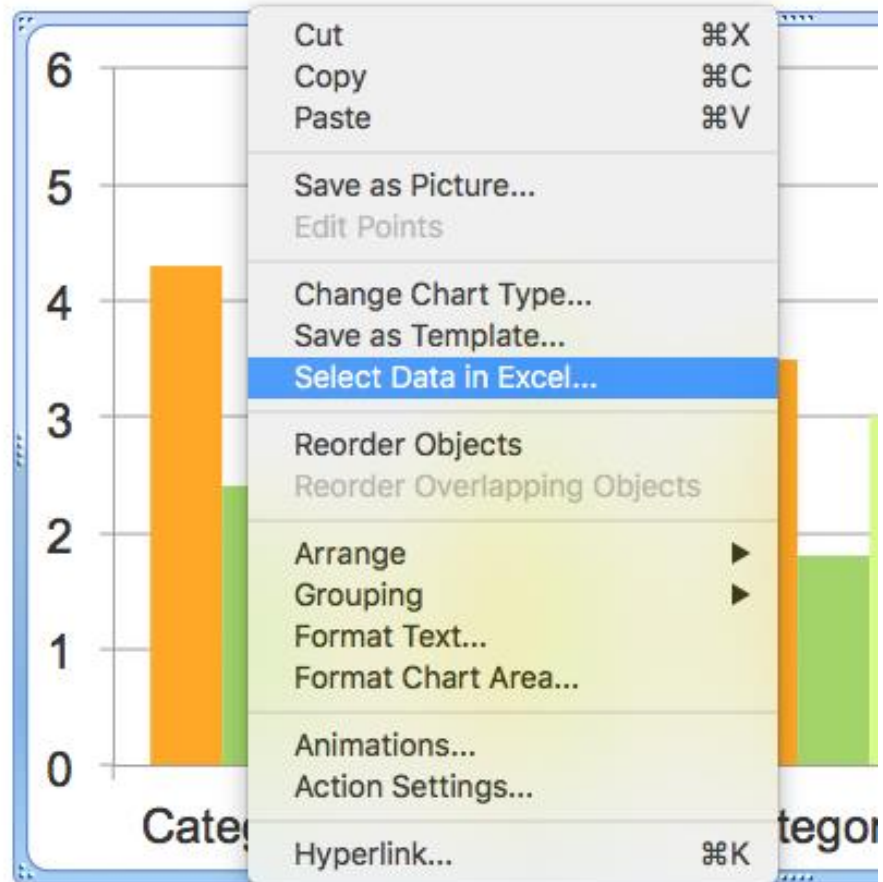 6
5
4
3
2
1
0
Cut ⌘X
Copy ⌘C
Paste ⌘V
Save as Picture...
Edit Points
Change Chart Type...
Save as Template...
Select Data in Excel...
Reorder Objects
Reorder Overlapping Objects
Arrange ▶
Grouping ▶
Format Text...
Format Chart Area...
Animations...
Action Settings...
Hyperlink... ⌘K